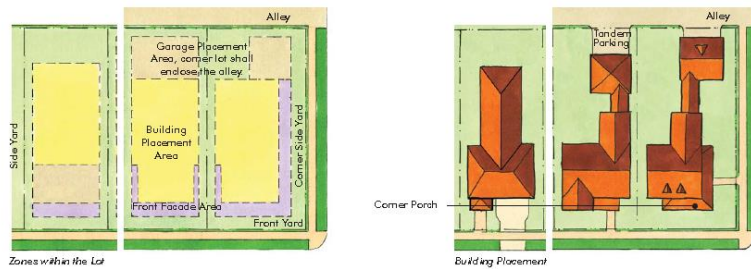 Alley
Garage Placement
Area, corner lot shall
enclose the alley
Side Yard
Building
Placement
Area
Corner Side Yard
Front Facade Area
Front Yard
Zones within the Lot
Alley
Tandem
Parking
Corner Porch
Building Placement